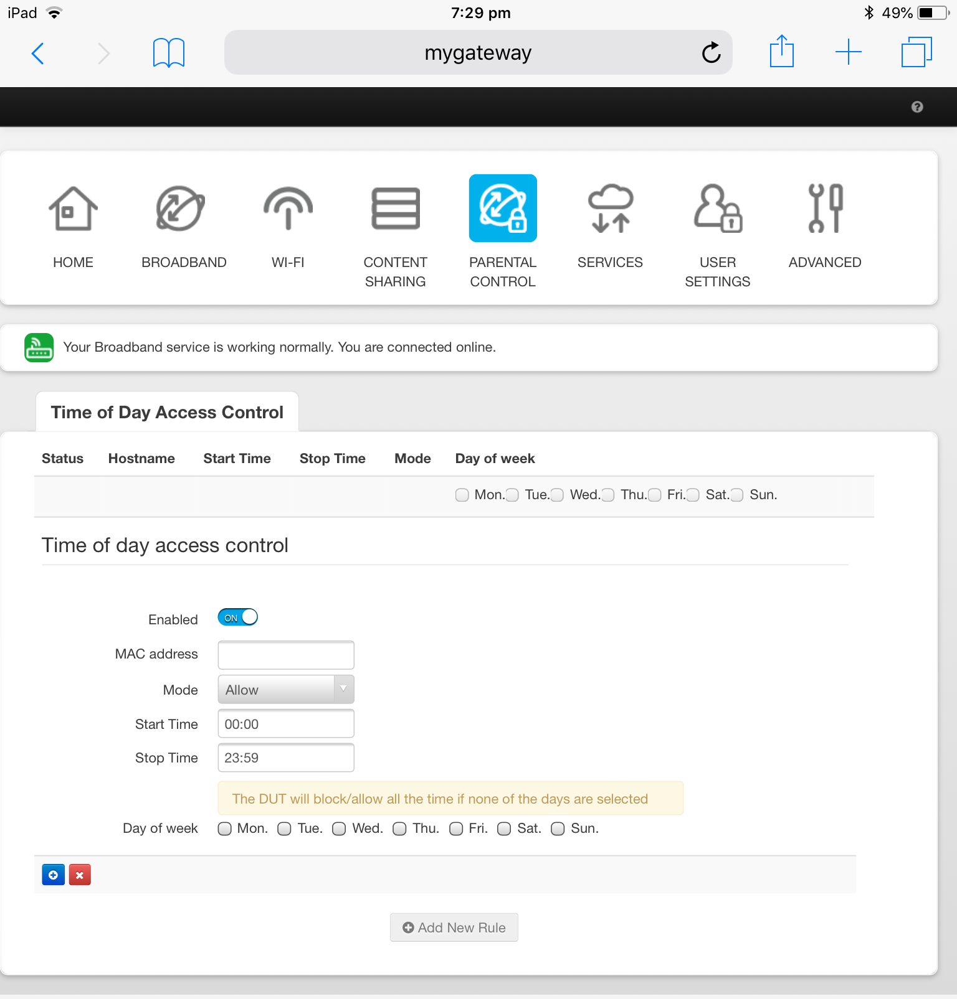 iPad 7:29 pm 49%
mygateway
HOME BROADBAND WI-FI CONTENT SHARING PARENTAL CONTROL SERVICES USER SETTINGS ADVANCED
Your Broadband service is working normally. You are connected online.
Time of Day Access Control
Status Hostname Start Time Stop Time Mode Day of week
Mon. Tue. Wed. Thu. Fri. Sat. Sun.
Time of day access control
Enabled ON
MAC address
Mode Allow
Start Time 00:00
Stop Time 23:59
The DUT will block/allow all the time if none of the days are selected
Day of week Mon. Tue. Wed. Thu. Fri. Sat. Sun.
Add New Rule